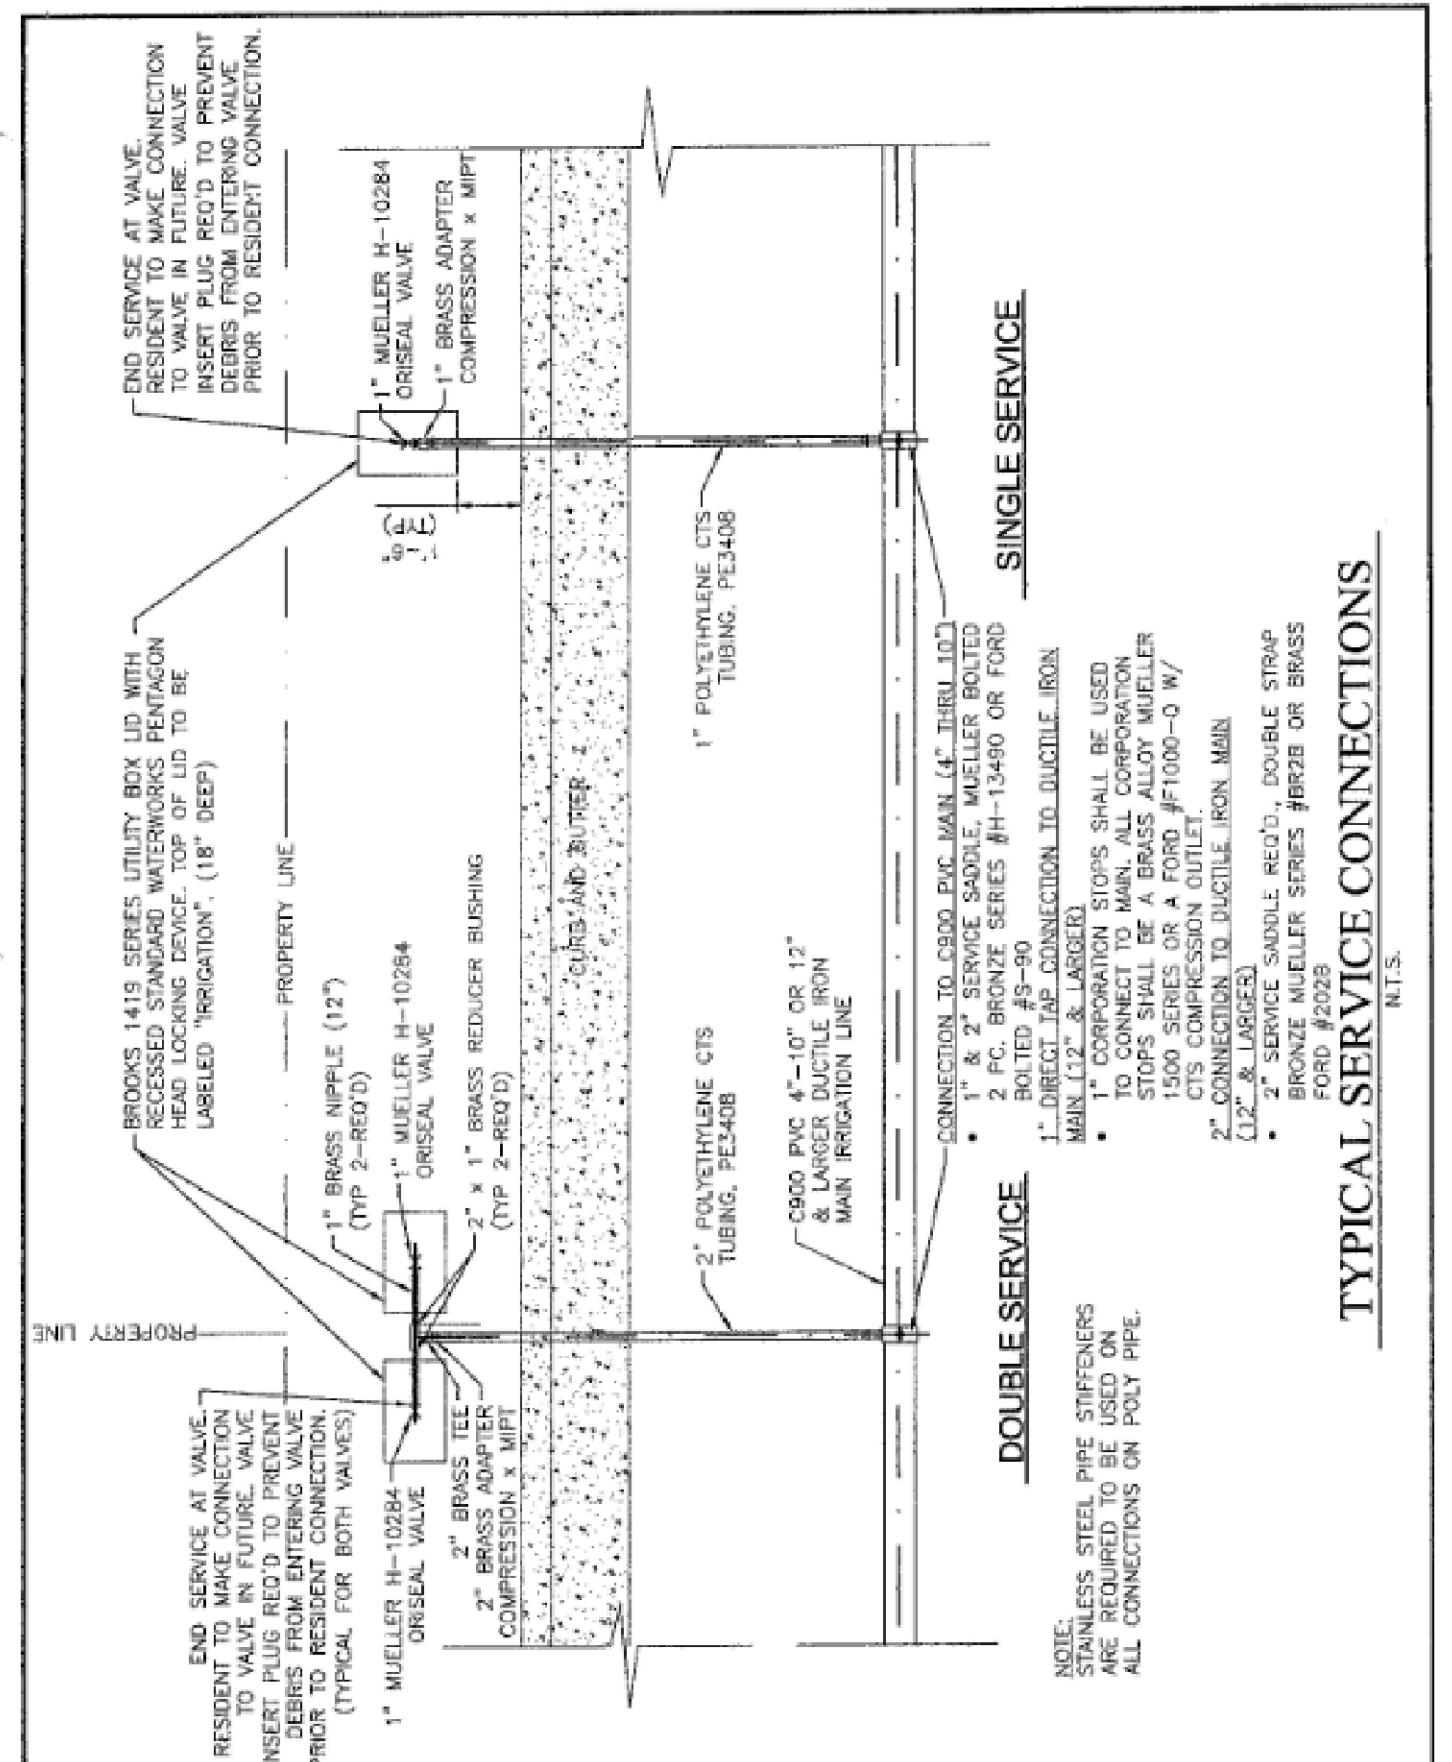 END SERVICE AT VALVE.
RESIDENT TO MAKE CONNECTION
TO VALVE IN FUTURE. VALVE
INSERT PLUG REQ'D TO PREVENT
DEBRIS FROM ENTERING VALVE
PRIOR TO RESIDENT CONNECTION.
(TYPICAL FOR BOTH VALVES)
PROPERTY LINE
BROOKS 1419 SERIES UTILITY BOX LID WITH
RECESSED STANDARD WATERWORKS PENTAGON
HEAD LOCKING DEVICE. TOP OF LID TO BE
LABELED "IRRIGATION". (18" DEEP)
END SERVICE AT VALVE.
RESIDENT TO MAKE CONNECTION
TO VALVE IN FUTURE. VALVE
INSERT PLUG REQ'D TO PREVENT
DEBRIS FROM ENTERING VALVE
PRIOR TO RESIDENT CONNECTION.
PROPERTY LINE
1" BRASS NIPPLE (12")
(TYP 2-REQ'D)
1" MUELLER H-10284
ORISEAL VALVE
2" x 1" BRASS REDUCER BUSHING
(TYP 2-REQ'D)
1" MUELLER H-10284
ORISEAL VALVE
2" BRASS TEE
2" BRASS ADAPTER
COMPRESSION x MIPT
(TYP)
1" MUELLER H-10284
ORISEAL VALVE
1" BRASS ADAPTER
COMPRESSION x MIPT
CURB AND GUTTER
2" POLYETHYLENE CTS
TUBING, PE3408
1" POLYETHYLENE CTS
TUBING, PE3408
C900 PVC 4"-10" OR 12"
& LARGER DUCTILE IRON
MAIN IRRIGATION LINE
DOUBLE SERVICE
SINGLE SERVICE
CONNECTION TO C900 PVC MAIN (4" THRU 10")
• 1" & 2" SERVICE SADDLE, MUELLER BOLTED
2 PC. BRONZE SERIES #H-13490 OR FORD
BOLTED #S-90
1" DIRECT TAP CONNECTION TO DUCTILE IRON
MAIN (12" & LARGER)
• 1" CORPORATION STOPS SHALL BE USED
TO CONNECT TO MAIN. ALL CORPORATION
STOPS SHALL BE A BRASS ALLOY MUELLER
1500 SERIES OR A FORD #F1000-Q W/
CTS COMPRESSION OUTLET.
2" CONNECTION TO DUCTILE IRON MAIN
(12" & LARGER)
• 2" SERVICE SADDLE REQ'D, DOUBLE STRAP
BRONZE MUELLER SERIES #BR2B OR BRASS
FORD #202B
NOTE:
STAINLESS STEEL PIPE STIFFENERS
ARE REQUIRED TO BE USED ON
ALL CONNECTIONS ON POLY PIPE.
TYPICAL SERVICE CONNECTIONS
N.T.S.